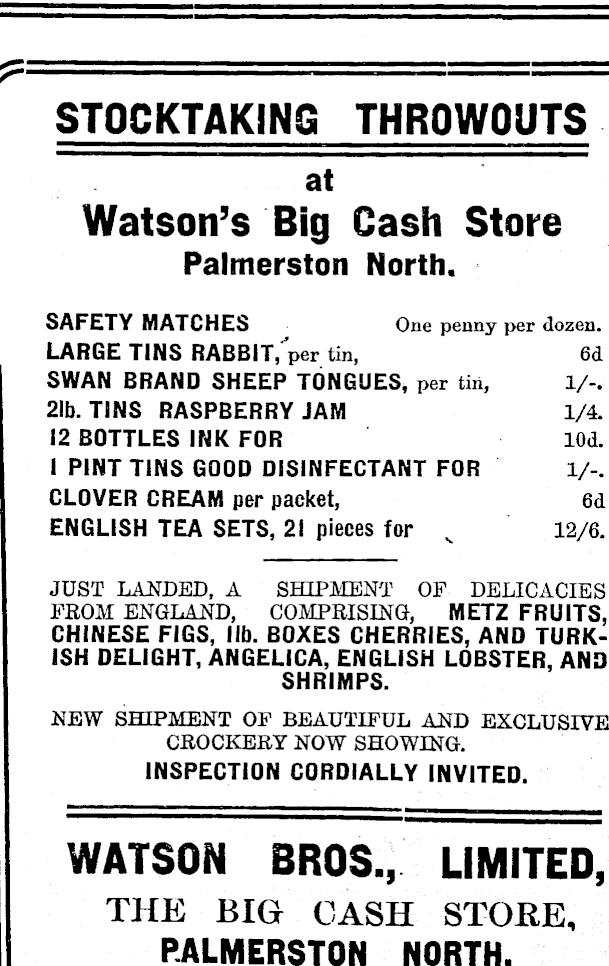 STOCKTAKING THROWOUTS
at
Watson's Big Cash Store
Palmerston North.
SAFETY MATCHES One penny per dozen.
LARGE TINS RABBIT, per tin, 6d
SWAN BRAND SHEEP TONGUES, per tin, 1/-.
2lb. TINS RASPBERRY JAM 1/4.
12 BOTTLES INK FOR 10d.
1 PINT TINS GOOD DISINFECTANT FOR 1/-.
CLOVER CREAM per packet, 6d
ENGLISH TEA SETS, 21 pieces for 12/6.
JUST LANDED, A SHIPMENT OF DELICACIES
FROM ENGLAND, COMPRISING, METZ FRUITS,
CHINESE FIGS, 1lb. BOXES CHERRIES, AND TURK-
ISH DELIGHT, ANGELICA, ENGLISH LOBSTER, AND
SHRIMPS.
NEW SHIPMENT OF BEAUTIFUL AND EXCLUSIVE
CROCKERY NOW SHOWING.
INSPECTION CORDIALLY INVITED.
WATSON BROS., LIMITED,
THE BIG CASH STORE,
PALMERSTON NORTH.